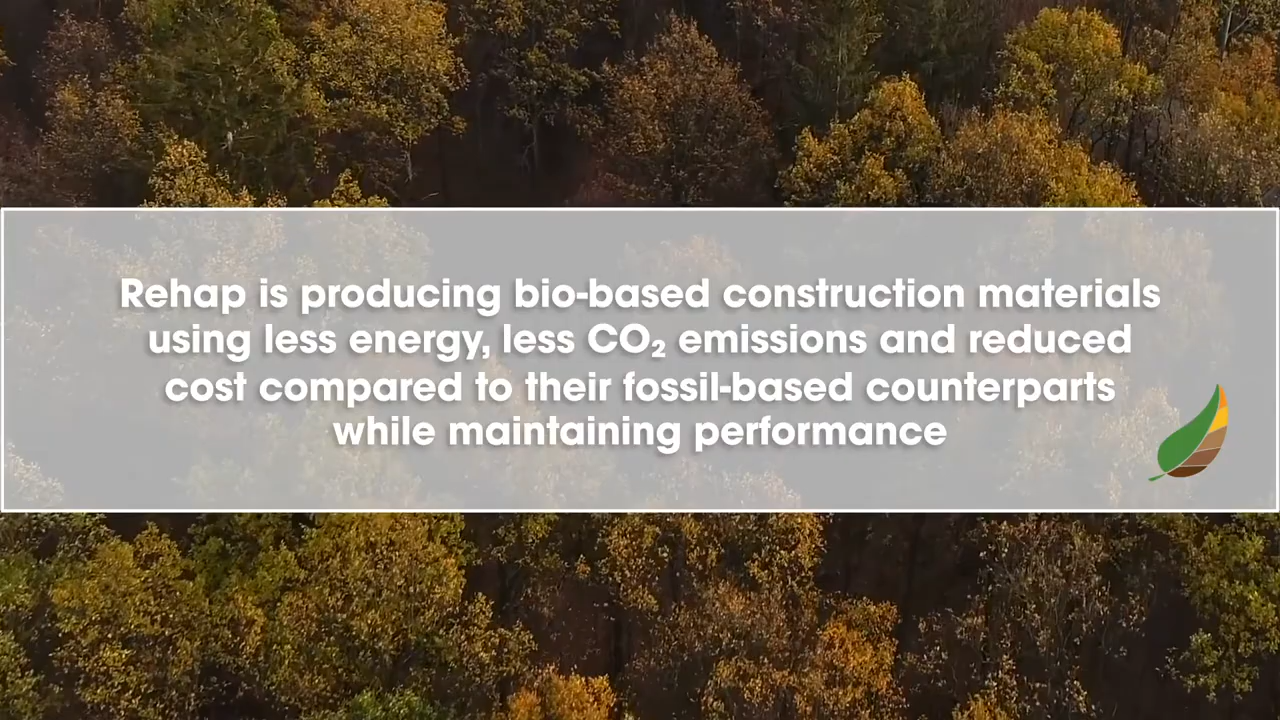 Rehap is producing bio-based construction materials
using less energy, less CO₂ emissions and reduced
cost compared to their fossil-based counterparts
while maintaining performance